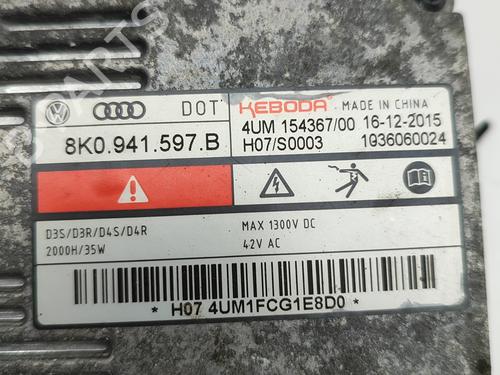 PARTS
DOT KEBODA MADE IN CHINA
8K0.941.597.B 4UM 154367/00 16-12-2015
H07/S0003 1036060024
D3S/D3R/D4S/D4R MAX 1300V DC
2000H/35W 42V AC
* H07 4UM1FCG1E8D0 *